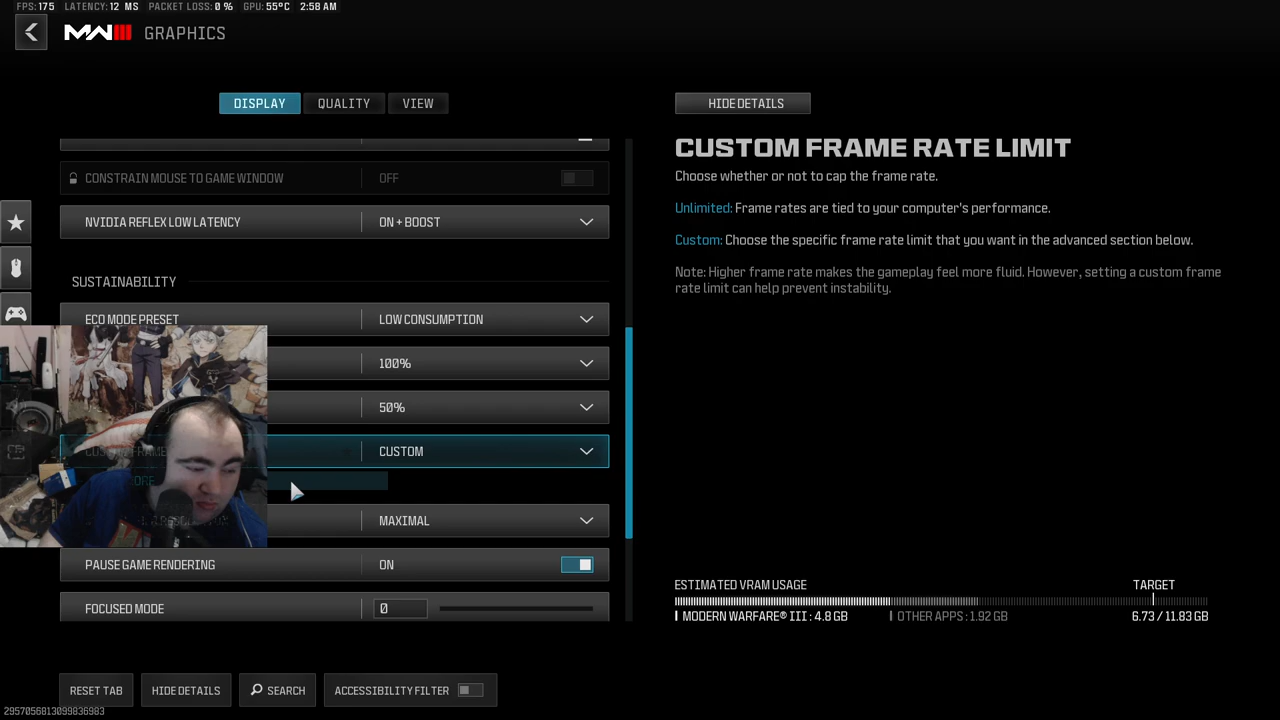 FPS: 175 LATENCY: 12 MS PACKET LOSS: 0 % GPU: 55ºC 2:58 AM
MWIII GRAPHICS
DISPLAY QUALITY VIEW
HIDE DETAILS
CUSTOM FRAME RATE LIMIT
Choose whether or not to cap the frame rate.
Unlimited: Frame rates are tied to your computer's performance.
Custom: Choose the specific frame rate limit that you want in the advanced section below.
Note: Higher frame rate makes the gameplay feel more fluid. However, setting a custom frame
rate limit can help prevent instability.
CONSTRAIN MOUSE TO GAME WINDOW OFF
NVIDIA REFLEX LOW LATENCY ON + BOOST
SUSTAINABILITY
ECO MODE PRESET LOW CONSUMPTION
100%
50%
CUSTOM
MAXIMAL
PAUSE GAME RENDERING ON
FOCUSED MODE 0
ESTIMATED VRAM USAGE TARGET
MODERN WARFARE® III : 4.8 GB OTHER APPS : 1.92 GB 6.73 / 11.83 GB
RESET TAB HIDE DETAILS SEARCH ACCESSIBILITY FILTER
2957056813099836983